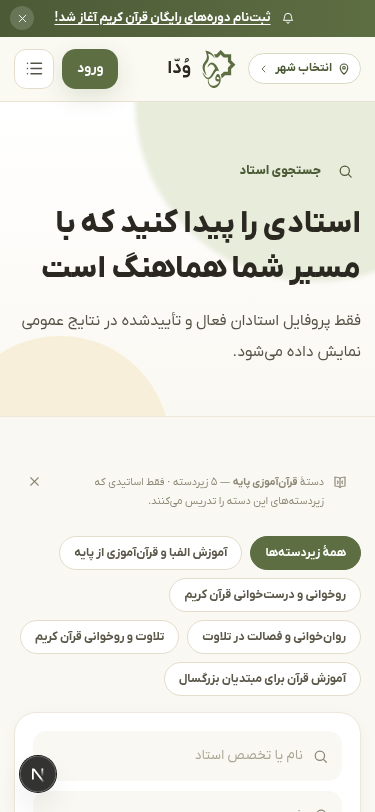 ثبت‌نام دوره‌های رایگان قرآن کریم آغاز شد!
انتخاب شهر
وُدّا
ورود
جستجوی استاد
استادی را پیدا کنید که با
مسیر شما هماهنگ است
فقط پروفایل استادان فعال و تأییدشده در نتایج عمومی
نمایش داده می‌شود.
دستهٔ قرآن‌آموزی پایه — ۵ زیردسته · فقط اساتیدی که
زیردسته‌های این دسته را تدریس می‌کنند.
همهٔ زیردسته‌ها
آموزش الفبا و قرآن‌آموزی از پایه
روخوانی و درست‌خوانی قرآن کریم
روان‌خوانی و فصالت در تلاوت
تلاوت و روخوانی قرآن کریم
آموزش قرآن برای مبتدیان بزرگسال
نام یا تخصص استاد
N